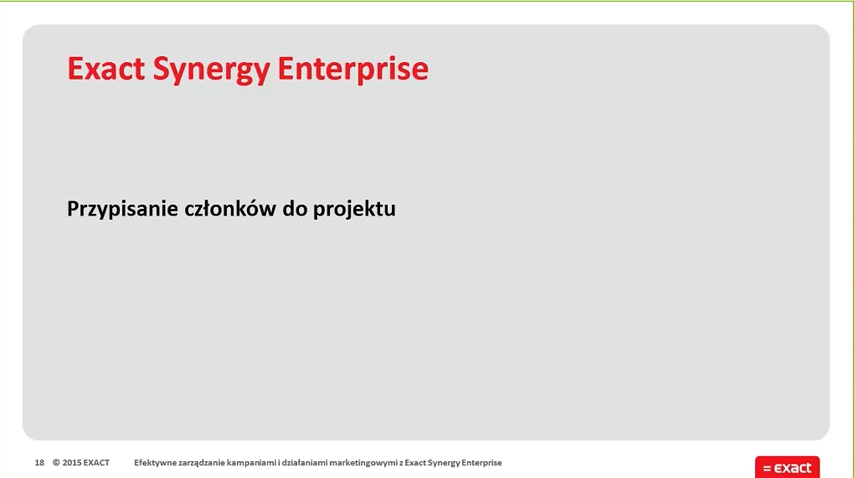 Exact Synergy Enterprise
Przypisanie członków do projektu
18 © 2015 EXACT Efektywne zarządzanie kampaniami i działaniami marketingowymi z Exact Synergy Enterprise
= exact